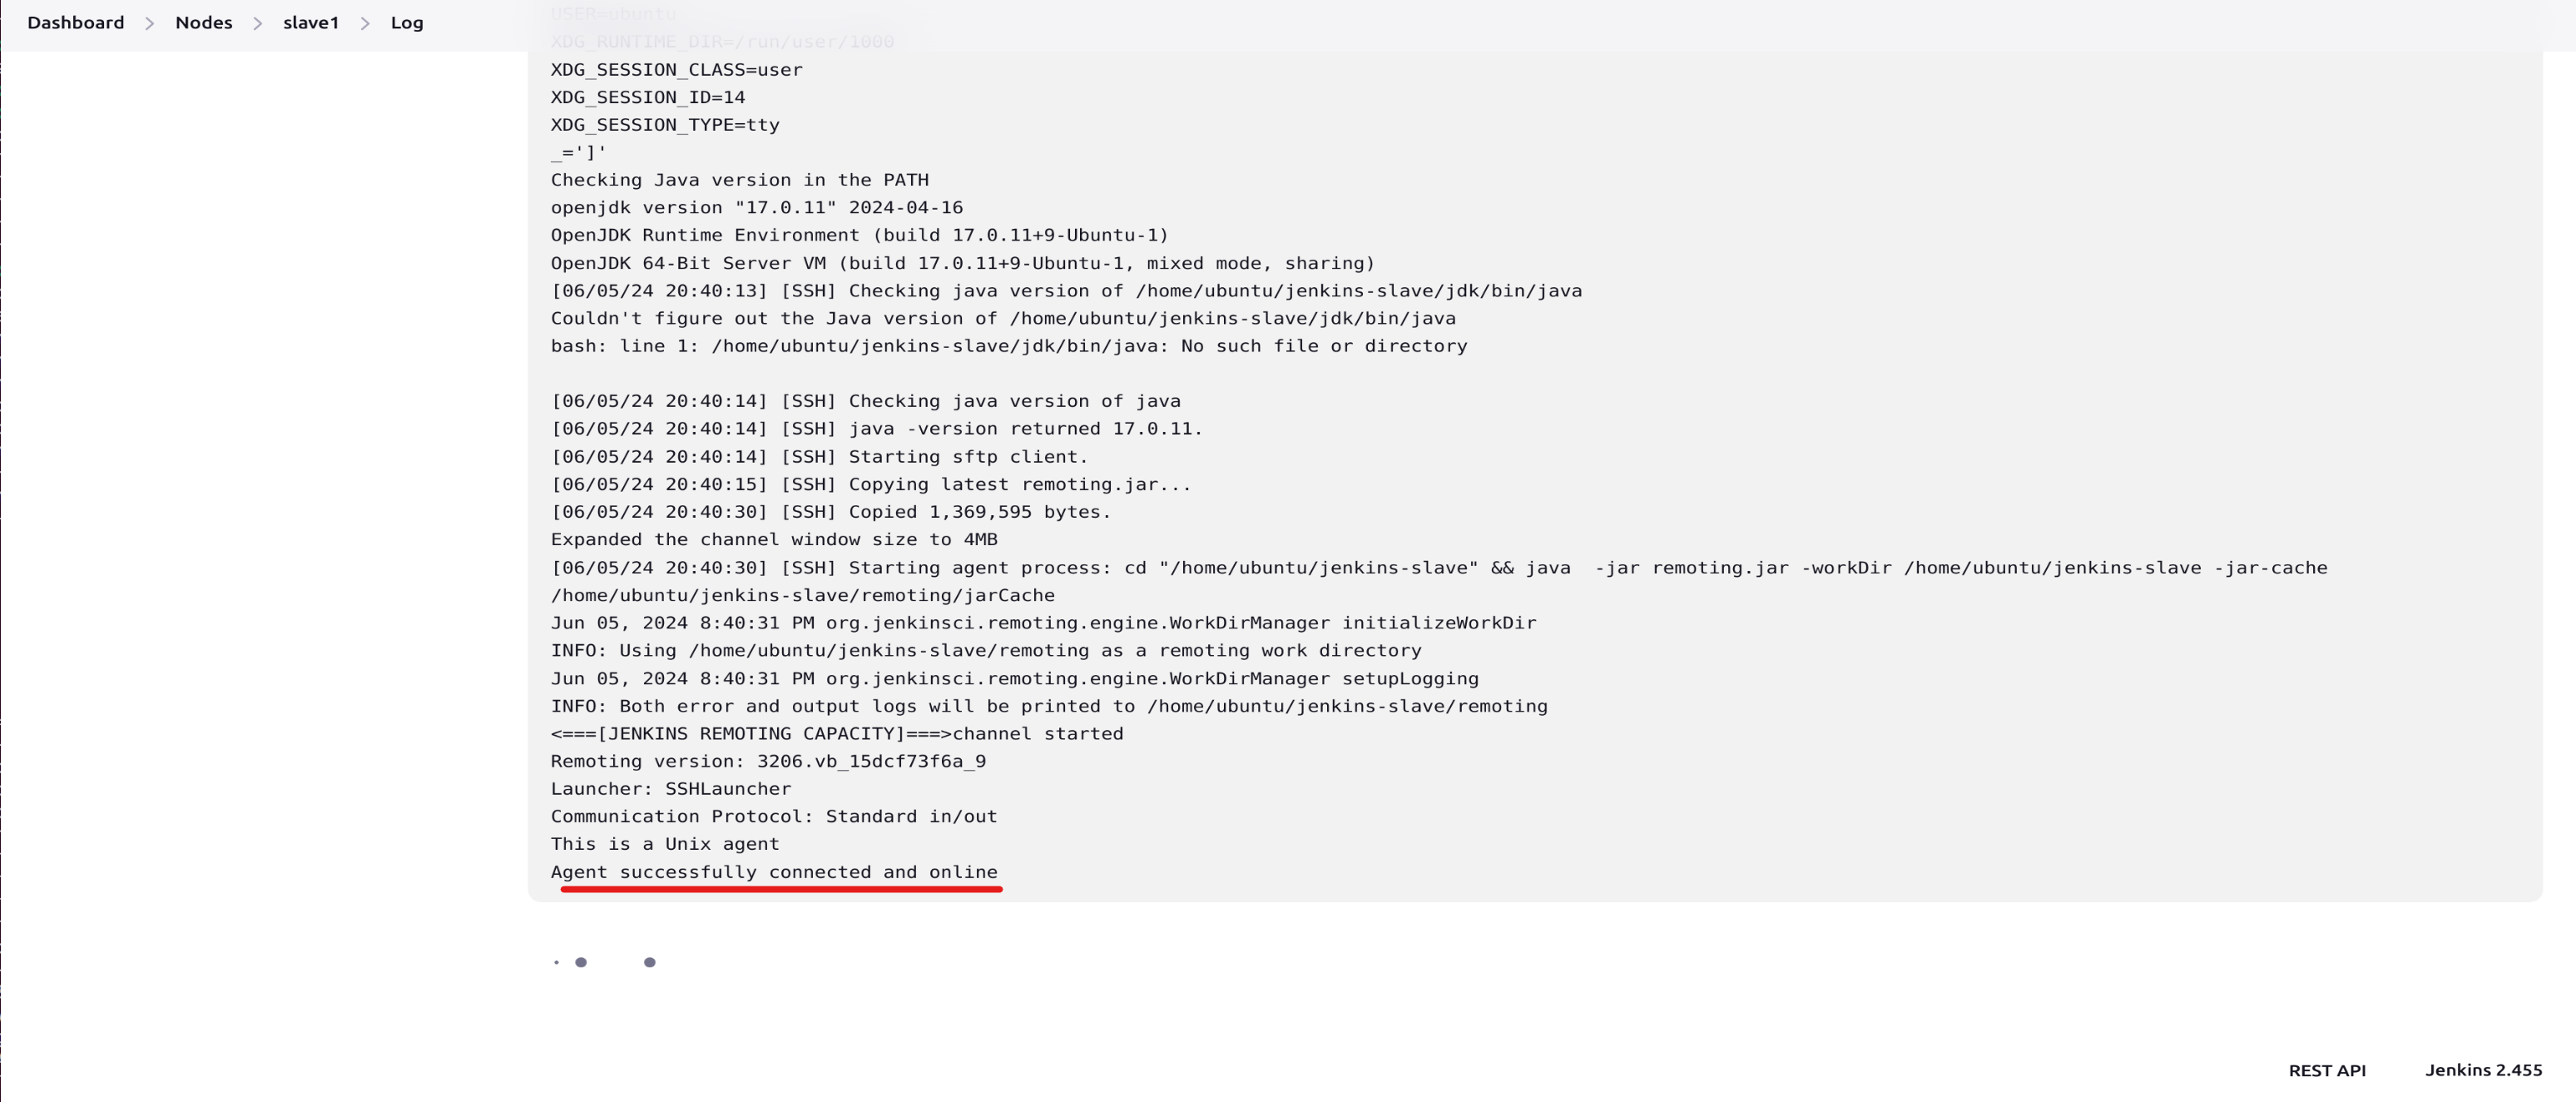 Dashboard > Nodes > slave1 > Log
USER=ubuntu
XDG_RUNTIME_DIR=/run/user/1000
XDG_SESSION_CLASS=user
XDG_SESSION_ID=14
XDG_SESSION_TYPE=tty
_=']'
Checking Java version in the PATH
openjdk version "17.0.11" 2024-04-16
OpenJDK Runtime Environment (build 17.0.11+9-Ubuntu-1)
OpenJDK 64-Bit Server VM (build 17.0.11+9-Ubuntu-1, mixed mode, sharing)
[06/05/24 20:40:13] [SSH] Checking java version of /home/ubuntu/jenkins-slave/jdk/bin/java
Couldn't figure out the Java version of /home/ubuntu/jenkins-slave/jdk/bin/java
bash: line 1: /home/ubuntu/jenkins-slave/jdk/bin/java: No such file or directory
[06/05/24 20:40:14] [SSH] Checking java version of java
[06/05/24 20:40:14] [SSH] java -version returned 17.0.11.
[06/05/24 20:40:14] [SSH] Starting sftp client.
[06/05/24 20:40:15] [SSH] Copying latest remoting.jar...
[06/05/24 20:40:30] [SSH] Copied 1,369,595 bytes.
Expanded the channel window size to 4MB
[06/05/24 20:40:30] [SSH] Starting agent process: cd "/home/ubuntu/jenkins-slave" && java  -jar remoting.jar -workDir /home/ubuntu/jenkins-slave -jar-cache
/home/ubuntu/jenkins-slave/remoting/jarCache
Jun 05, 2024 8:40:31 PM org.jenkinsci.remoting.engine.WorkDirManager initializeWorkDir
INFO: Using /home/ubuntu/jenkins-slave/remoting as a remoting work directory
Jun 05, 2024 8:40:31 PM org.jenkinsci.remoting.engine.WorkDirManager setupLogging
INFO: Both error and output logs will be printed to /home/ubuntu/jenkins-slave/remoting
<===[JENKINS REMOTING CAPACITY]===>channel started
Remoting version: 3206.vb_15dcf73f6a_9
Launcher: SSHLauncher
Communication Protocol: Standard in/out
This is a Unix agent
Agent successfully connected and online
REST API Jenkins 2.455